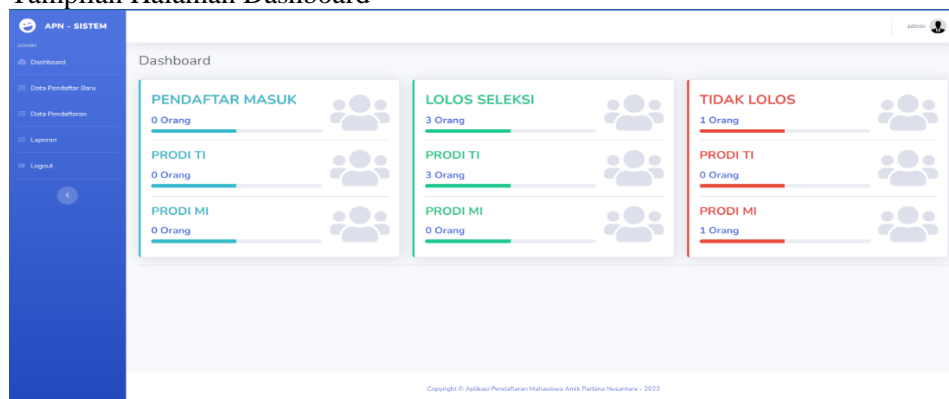 Tampilan Halaman Dashboard
APN - SISTEM
admin
ADMIN
Dashboard
Data Pendaftar Baru
Data Pendaftaran
Laporan
Logout
Dashboard
PENDAFTAR MASUK
0 Orang
PRODI TI
0 Orang
PRODI MI
0 Orang
LOLOS SELEKSI
3 Orang
PRODI TI
3 Orang
PRODI MI
0 Orang
TIDAK LOLOS
1 Orang
PRODI TI
0 Orang
PRODI MI
1 Orang
Copyright © Aplikasi Pendaftaran Mahasiswa Amik Parbina Nusantara - 2022